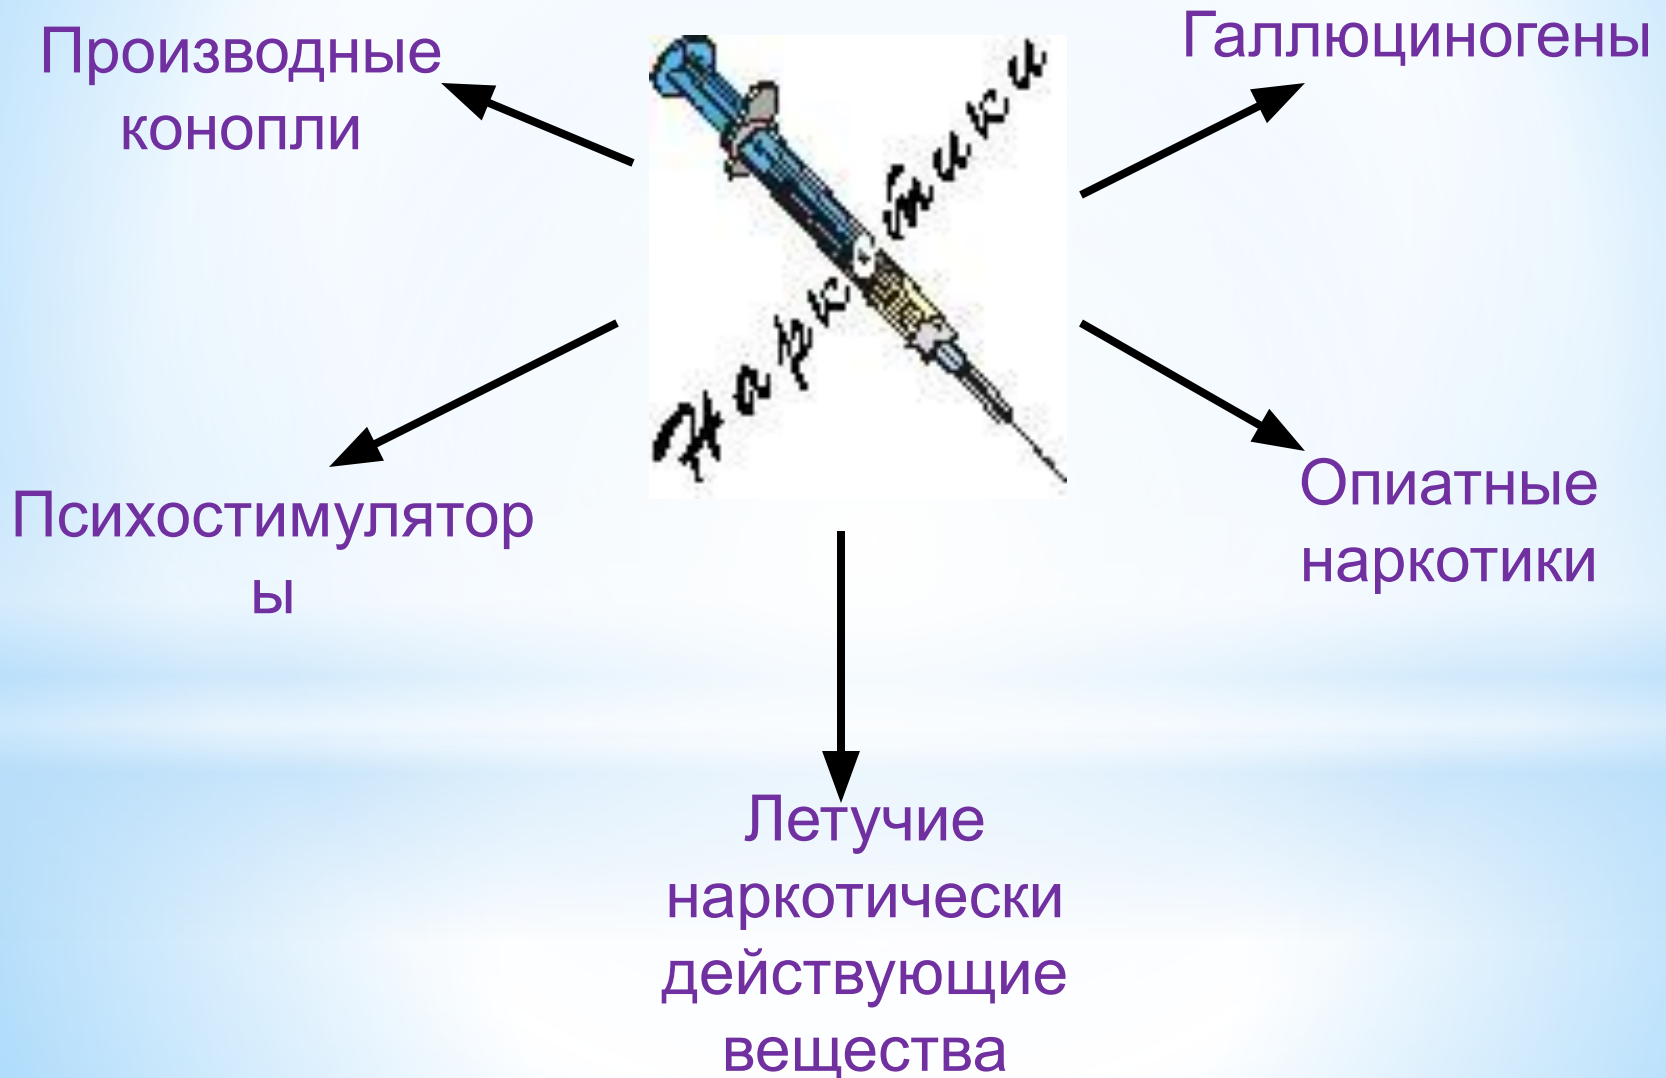 Производные
конопли
Наркотики
Галлюциногены
Психостимулятор
ы
Опиатные
наркотики
Летучие
наркотически
действующие
вещества